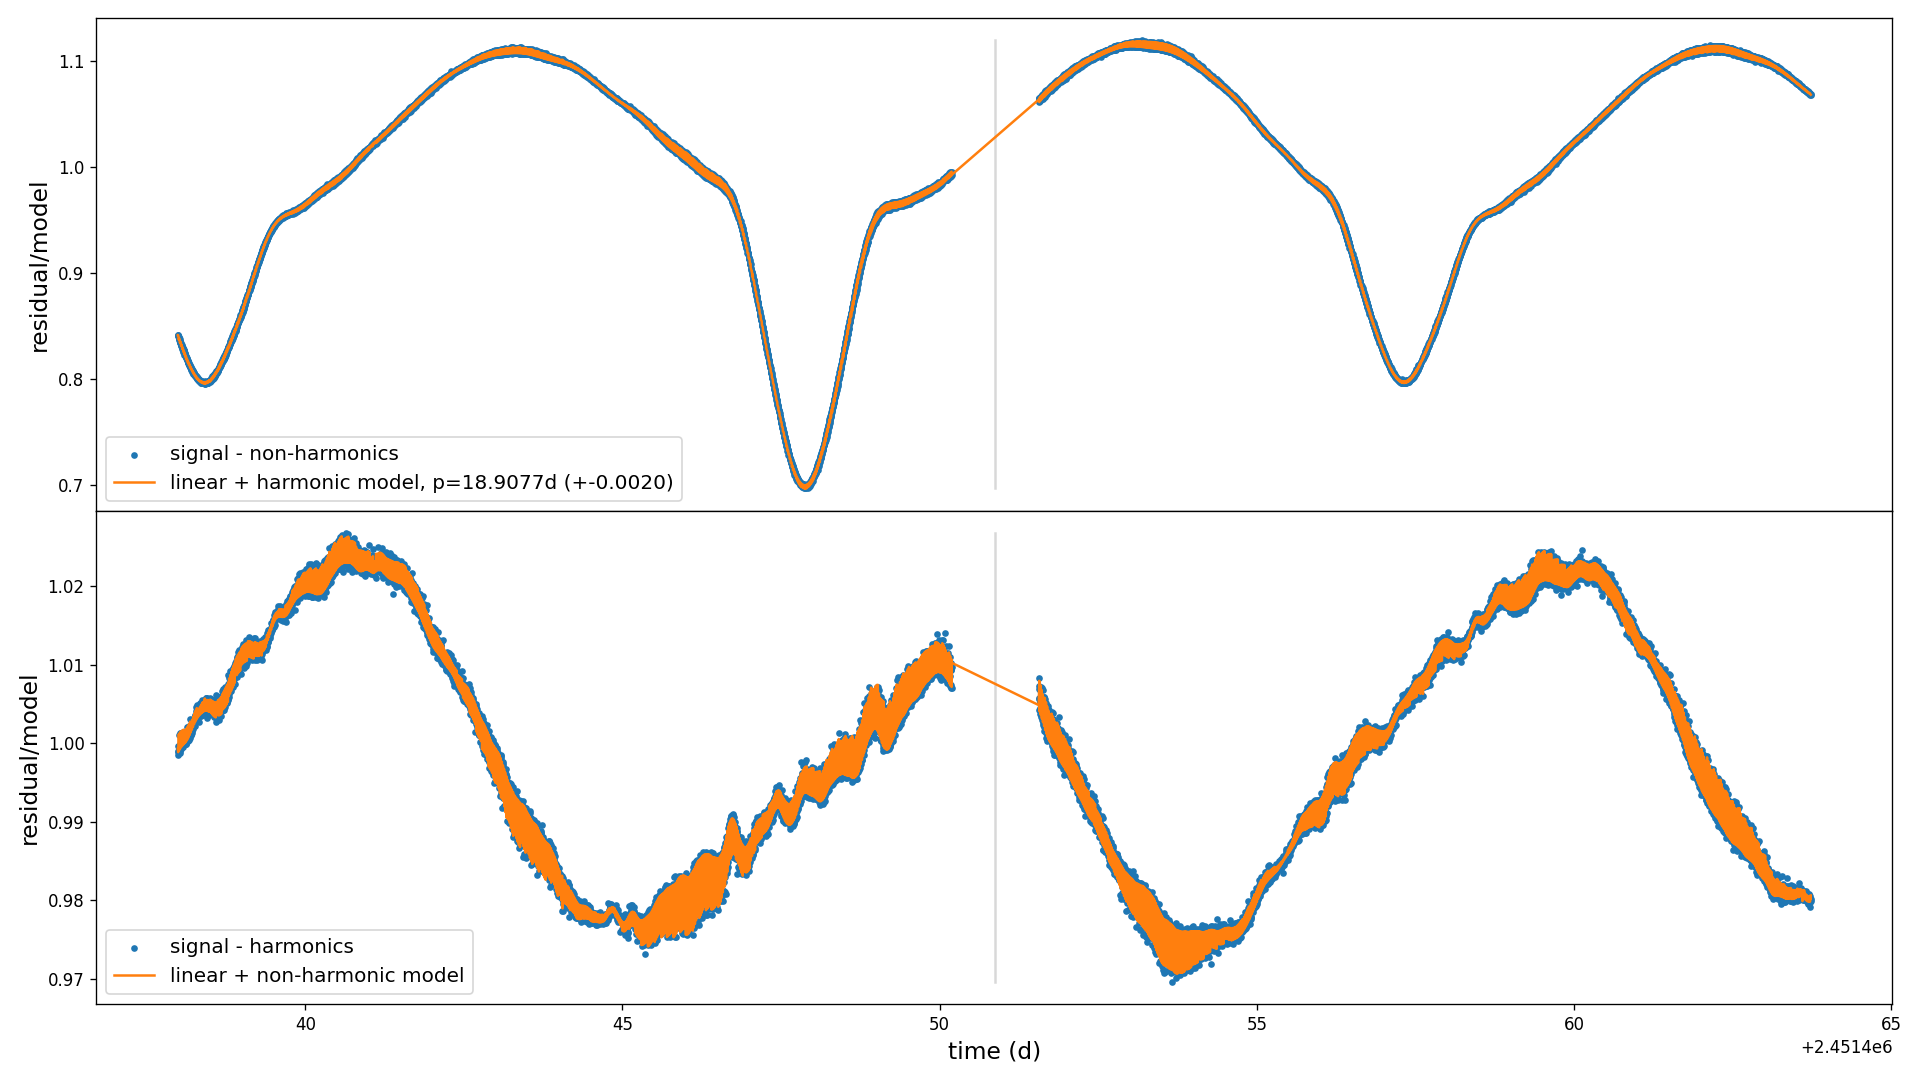 1.1
1.0
0.9
0.8
0.7
residual/model
signal - non-harmonics
linear + harmonic model, p=18.9077d (+-0.0020)
1.02
1.01
1.00
0.99
0.98
0.97
residual/model
signal - harmonics
linear + non-harmonic model
40 45 50 55 60 65
time (d)
+2.4514e6